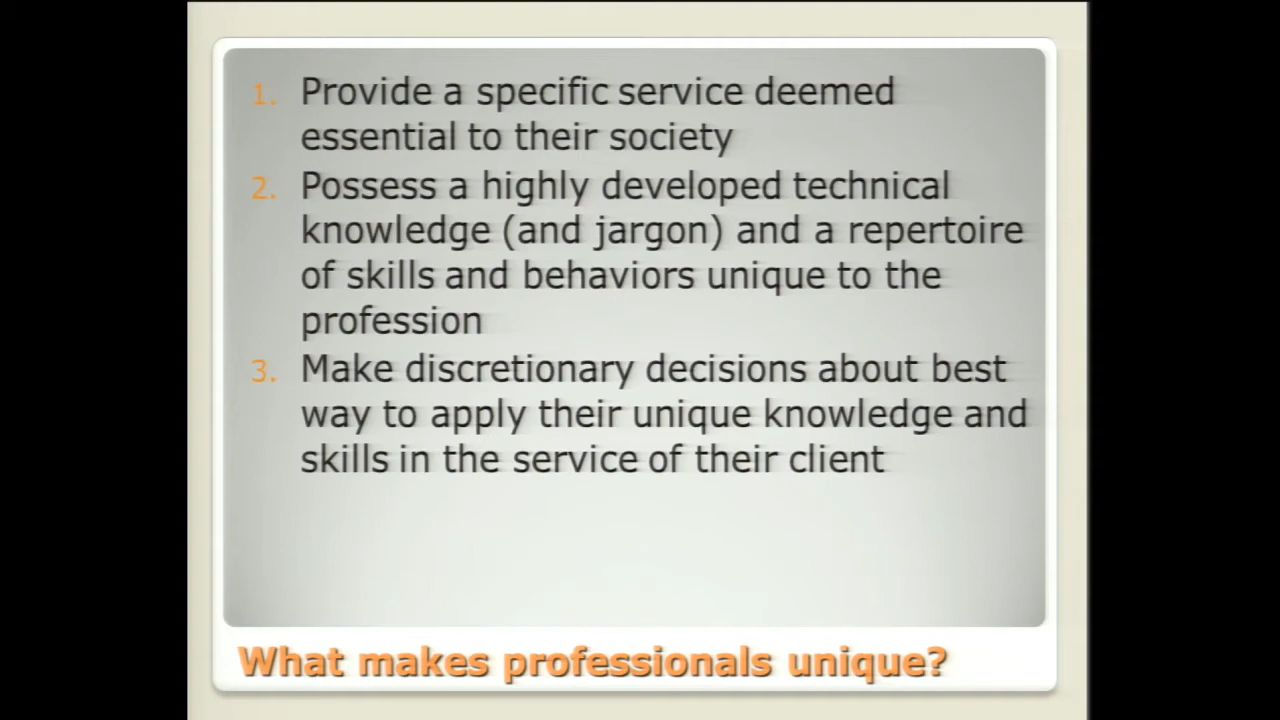 1. Provide a specific service deemed
essential to their society
2. Possess a highly developed technical
knowledge (and jargon) and a repertoire
of skills and behaviors unique to the
profession
3. Make discretionary decisions about best
way to apply their unique knowledge and
skills in the service of their client
What makes professionals unique?